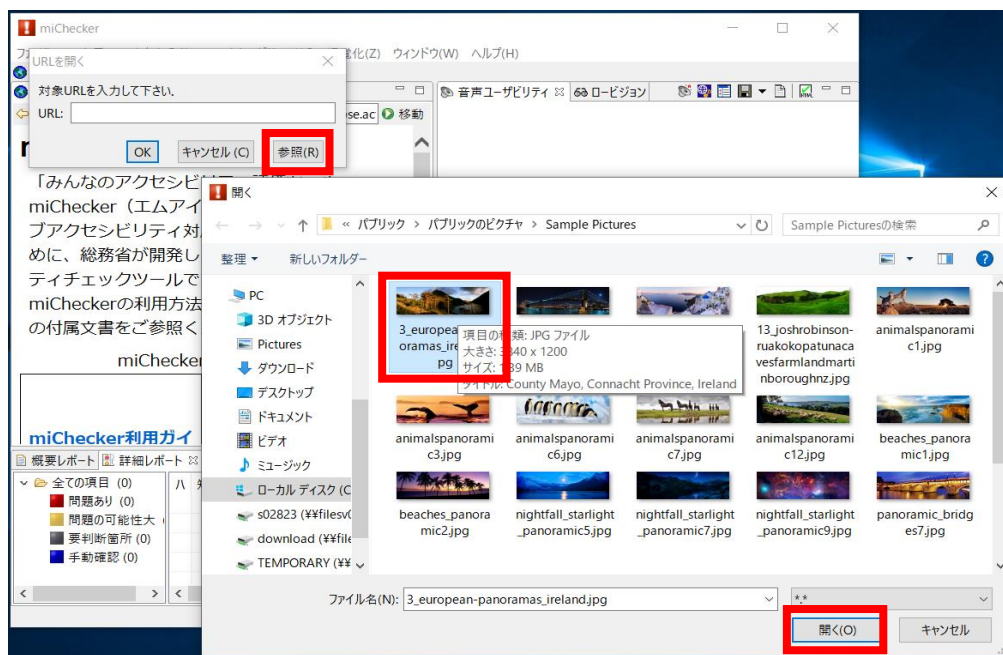 miChecker
化(Z) ウィンドウ(W) ヘルプ(H)
URLを開く
対象URLを入力して下さい.
URL:
OK キャンセル (C) 参照(R)
se.ac 移動
音声ユーザビリティ ロービジョン
「みんなのアクセシビ
miChecker（エムアイ
ブアクセシビリティ対
めに、総務省が開発し
ティチェックツールで
miCheckerの利用方法
の付属文書をご参照く
miChecker
miChecker利用ガイ
概要レポート 詳細レポート
全ての項目 (0)
問題あり (0)
問題の可能性大
要判断箇所 (0)
手動確認 (0)
開く
« パブリック › パブリックのピクチャ › Sample Pictures
Sample Picturesの検索
整理 新しいフォルダー
PC
3D オブジェクト
Pictures
ダウンロード
デスクトップ
ドキュメント
ビデオ
ミュージック
ローカル ディスク (C
s02823 (¥¥filesv(
download (¥¥file
TEMPORARY (¥¥
3_europea
oramas_ire
pg
項目の種類: JPG ファイル
大きさ: 3840 x 1200
MB
タイトル: County Mayo, Connacht Province, Ireland
13_joshrobinson-
ruakokopatunaca
vesfarmlandmarti
nboroughnz.jpg
animalspanorami
c1.jpg
animalspanorami
c3.jpg
animalspanorami
c6.jpg
animalspanorami
c7.jpg
animalspanorami
c12.jpg
beaches_panora
mic1.jpg
beaches_panora
mic2.jpg
nightfall_starlight
_panoramic5.jpg
nightfall_starlight
_panoramic7.jpg
nightfall_starlight
_panoramic9.jpg
panoramic_bridg
es7.jpg
ファイル名(N): 3_european-panoramas_ireland.jpg
*.*
開く(O) キャンセル